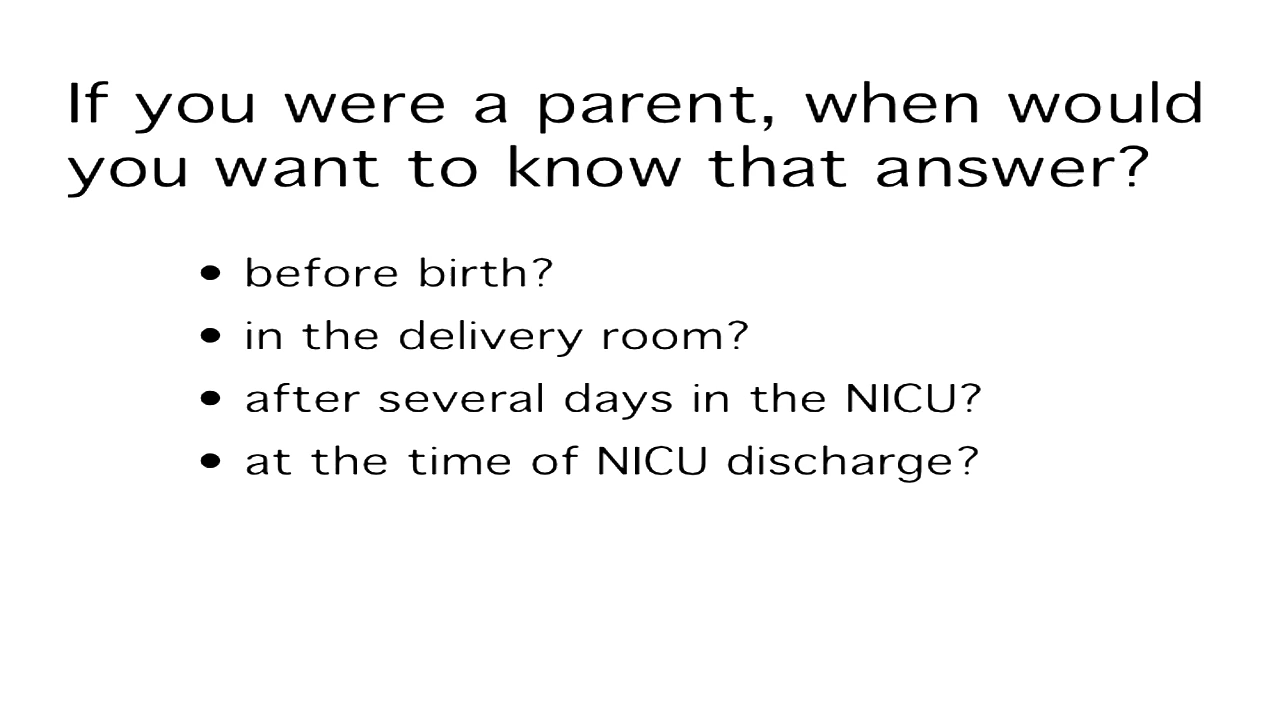 If you were a parent, when would
you want to know that answer?
• before birth?
• in the delivery room?
• after several days in the NICU?
• at the time of NICU discharge?